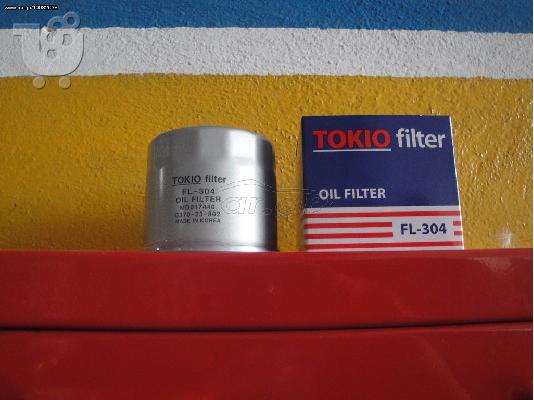 TOKIO filter
FL-304
OIL FILTER
MADE IN KOREA
TOKIO filter
OIL FILTER
FL-304